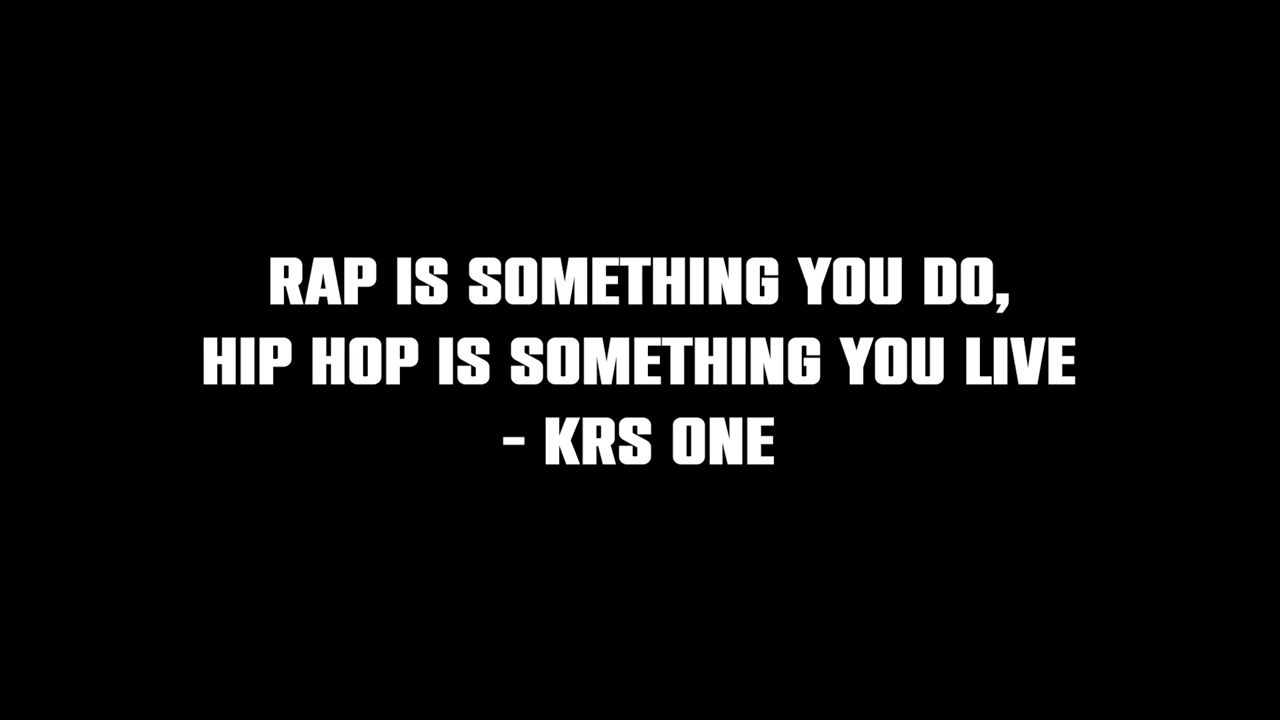 RAP IS SOMETHING YOU DO,
HIP HOP IS SOMETHING YOU LIVE
- KRS ONE